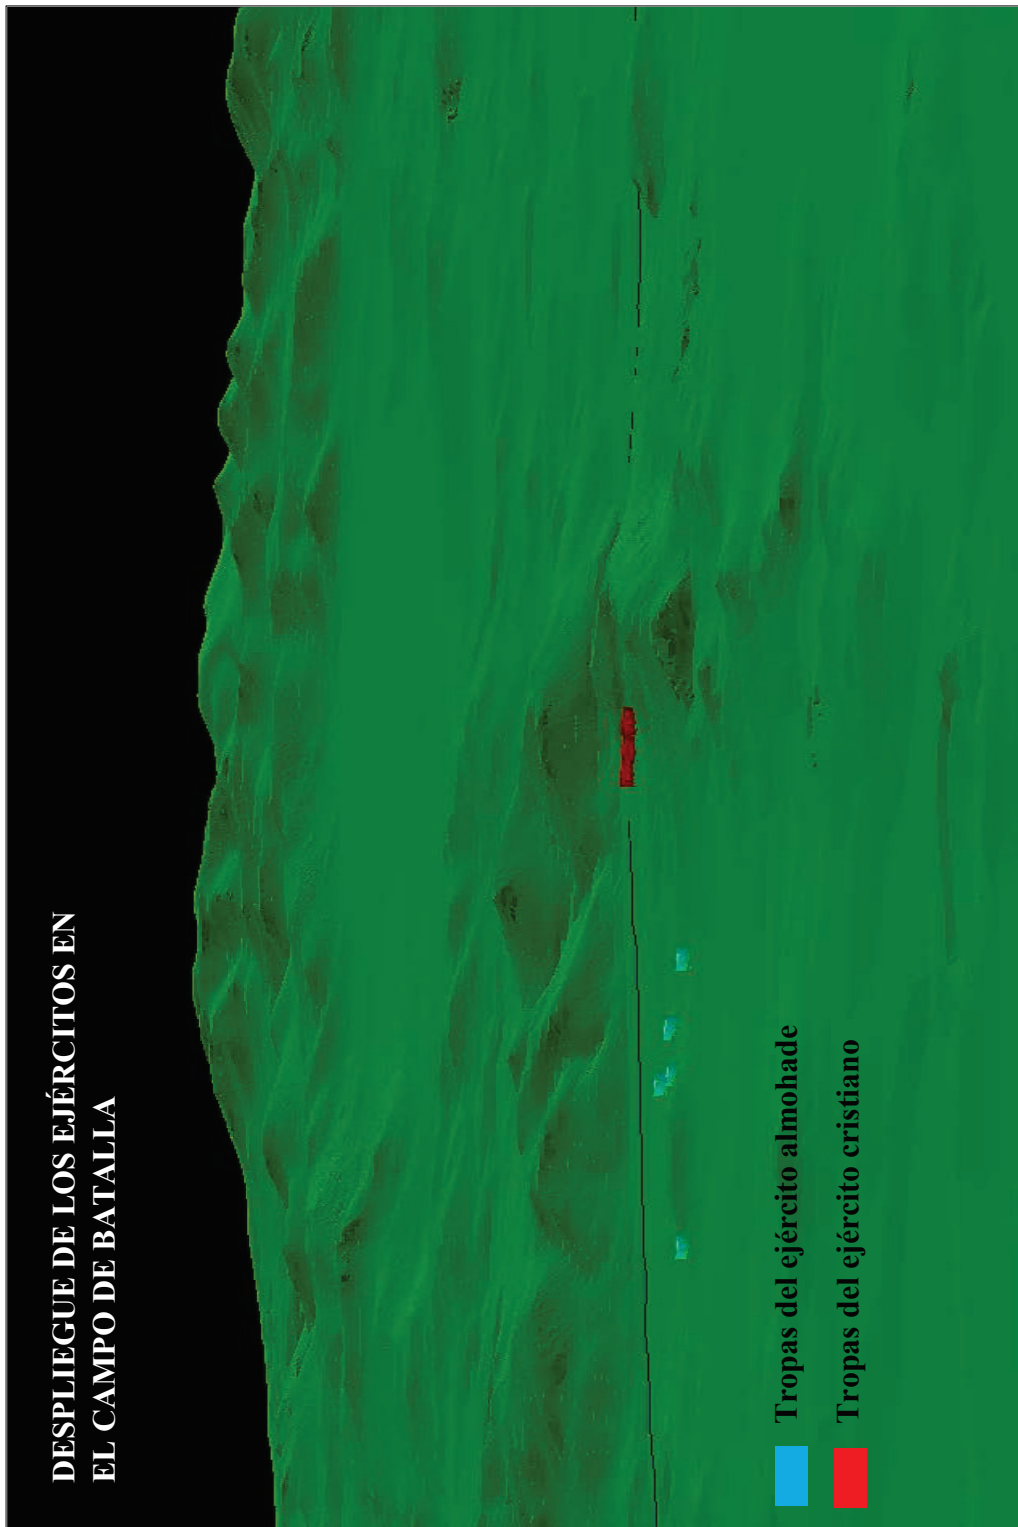 DESPLIEGUE DE LOS EJÉRCITOS EN
EL CAMPO DE BATALLA
Tropas del ejército almohade
Tropas del ejército cristiano